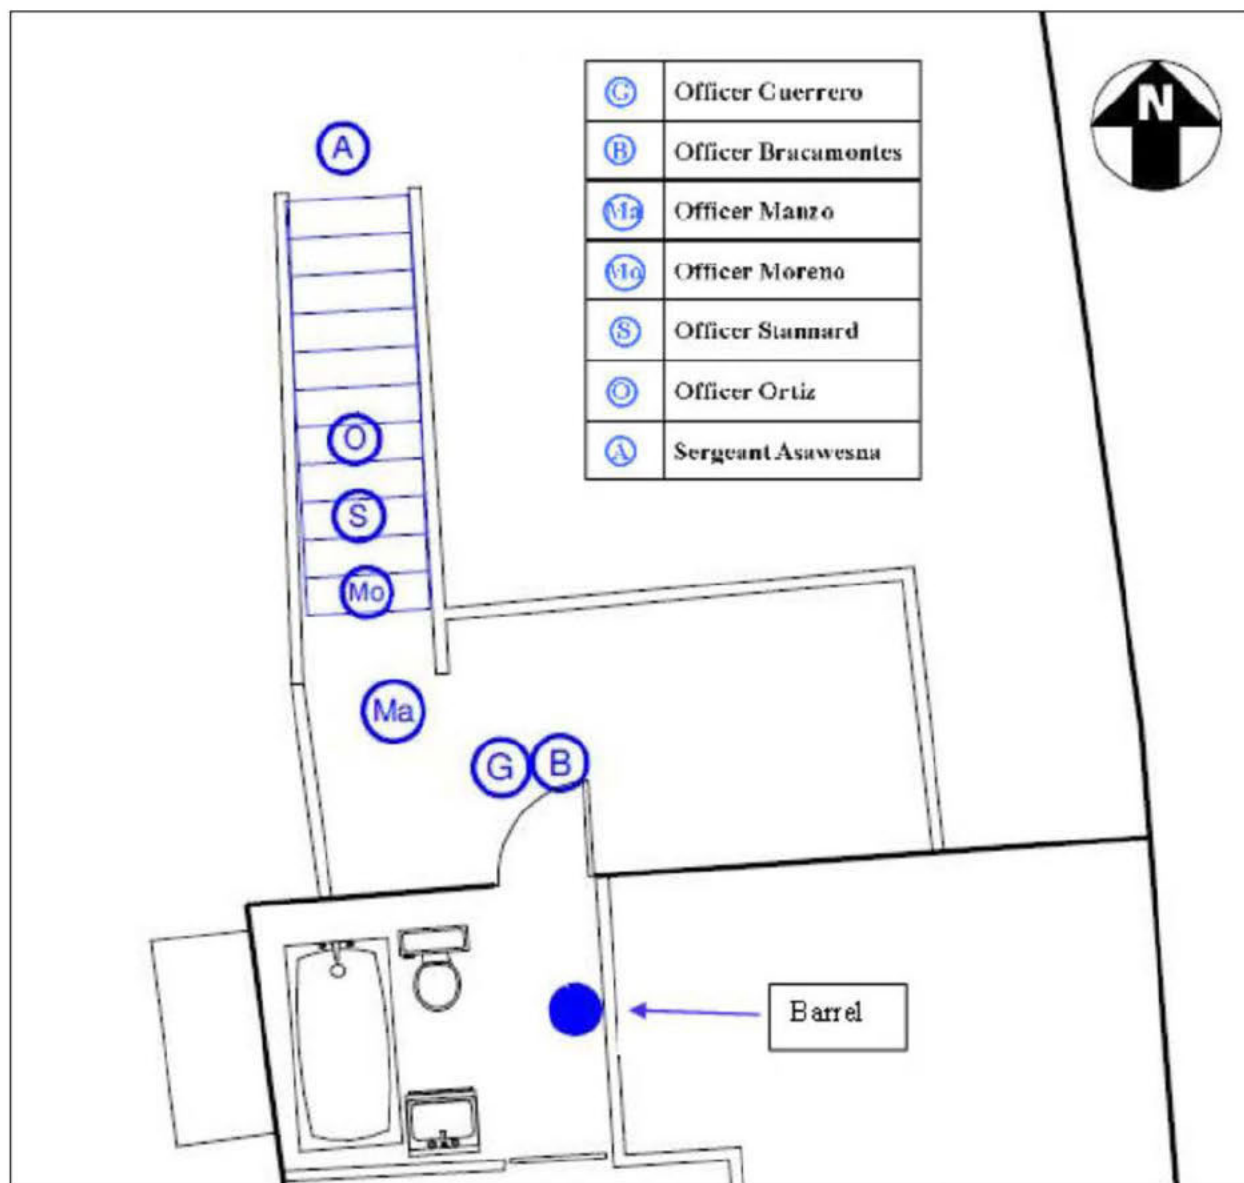 N
G Officer Guerrero
B Officer Bracamontes
Ma Officer Manzo
Mo Officer Moreno
S Officer Stannard
O Officer Ortiz
A Sergeant Asawesna
A
O
S
Mo
Ma
G B
Barrel